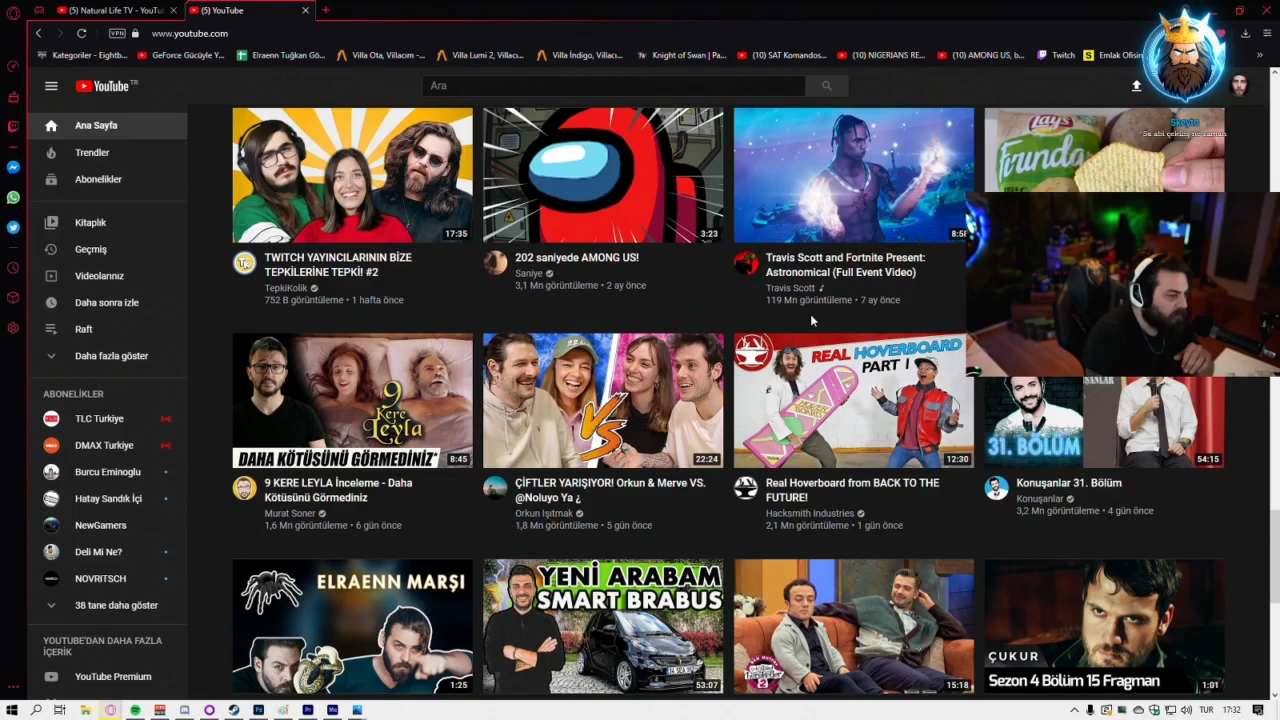 (5) Natural Life TV - YouTu
(5) YouTube
VPN
www.youtube.com
Kategoriler - Eightb...
GeForce Gücüyle Y...
Elraenn Tuğkan Gö...
Villa Ota, Villacım -...
Villa Lumi 2, Villacı...
Villa İndigo, Villacı...
Knight of Swan | Pa...
(10) SAT Komandos...
(10) NIGERIANS RE...
(10) AMONG US, b...
Twitch
Emlak Ofisin
YouTube TR
Ara
Ana Sayfa
Trendler
Abonelikler
Kitaplık
Geçmiş
Videolarınız
Daha sonra izle
Raft
Daha fazla göster
ABONELİKLER
TLC Turkiye
DMAX Turkiye
Burcu Eminoglu
Hatay Sandık İçi
NewGamers
Deli Mi Ne?
NOVRITSCH
38 tane daha göster
YOUTUBE'DAN DAHA FAZLA
İÇERİK
YouTube Premium
17:35
3:23
8:58
Lay's
Fırında
Skeyta
Se abi çekiliş ne zaman
TWITCH YAYINCILARININ BİZE
TEPKİLERİNE TEPKİ! #2
TepkiKolik
752 B görüntüleme • 1 hafta önce
202 saniyede AMONG US!
Saniye
3,1 Mn görüntüleme • 2 ay önce
Travis Scott and Fortnite Present:
Astronomical (Full Event Video)
Travis Scott
119 Mn görüntüleme • 7 ay önce
9
Kere
Leyla
DAHA KÖTÜSÜNÜ GÖRMEDİNİZ"
8:45
VS
22:24
REAL HOVERBOARD
PART I
12:30
31. BÖLÜM
54:15
9 KERE LEYLA İnceleme - Daha
Kötüsünü Görmediniz
Murat Soner
1,6 Mn görüntüleme • 6 gün önce
ÇİFTLER YARIŞIYOR! Orkun & Merve VS.
@Noluyo Ya ¿
Orkun Işıtmak
1,8 Mn görüntüleme • 5 gün önce
Real Hoverboard from BACK TO THE
FUTURE!
Hacksmith Industries
2,1 Mn görüntüleme • 1 gün önce
Konuşanlar 31. Bölüm
Konuşanlar
3,2 Mn görüntüleme • 4 gün önce
ELRAENN MARŞI
1:25
YENİ ARABAM
SMART BRABUS
53:07
15:18
ÇUKUR
Sezon 4 Bölüm 15 Fragman
1:01
TUR
17:32